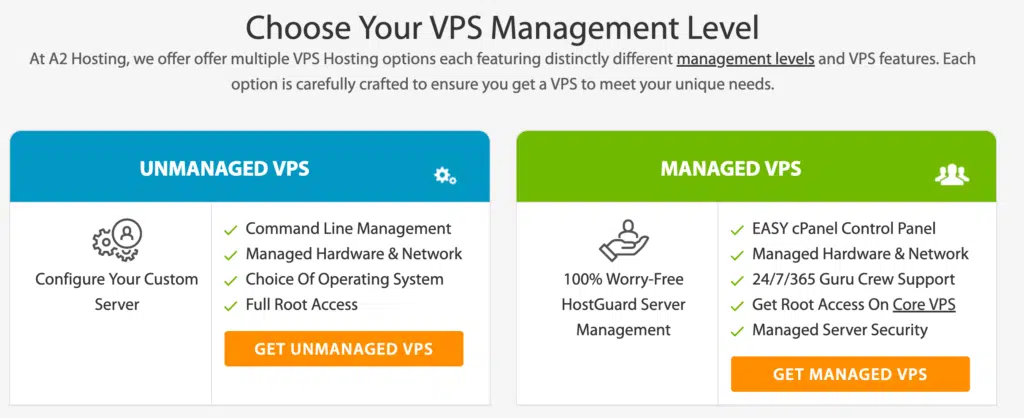 Choose Your VPS Management Level
At A2 Hosting, we offer offer multiple VPS Hosting options each featuring distinctly different management levels and VPS features. Each
option is carefully crafted to ensure you get a VPS to meet your unique needs.
UNMANAGED VPS
Configure Your Custom
Server
Command Line Management
Managed Hardware & Network
Choice Of Operating System
Full Root Access
GET UNMANAGED VPS
MANAGED VPS
100% Worry-Free
HostGuard Server
Management
EASY cPanel Control Panel
Managed Hardware & Network
24/7/365 Guru Crew Support
Get Root Access On Core VPS
Managed Server Security
GET MANAGED VPS